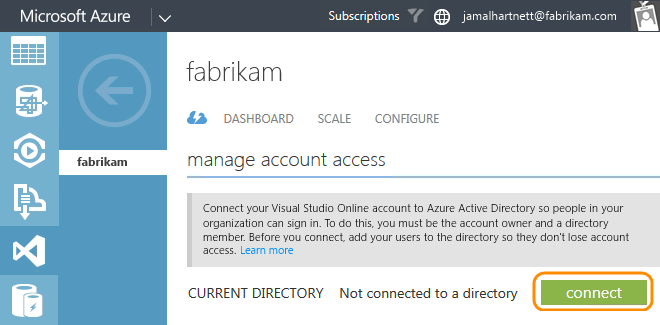 Microsoft Azure
Subscriptions
jamalhartnett@fabrikam.com
fabrikam
DASHBOARD SCALE CONFIGURE
fabrikam
manage account access
Connect your Visual Studio Online account to Azure Active Directory so people in your
organization can sign in. To do this, you must be the account owner and a directory
member. Before you connect, add your users to the directory so they don't lose account
access. Learn more
CURRENT DIRECTORY Not connected to a directory connect